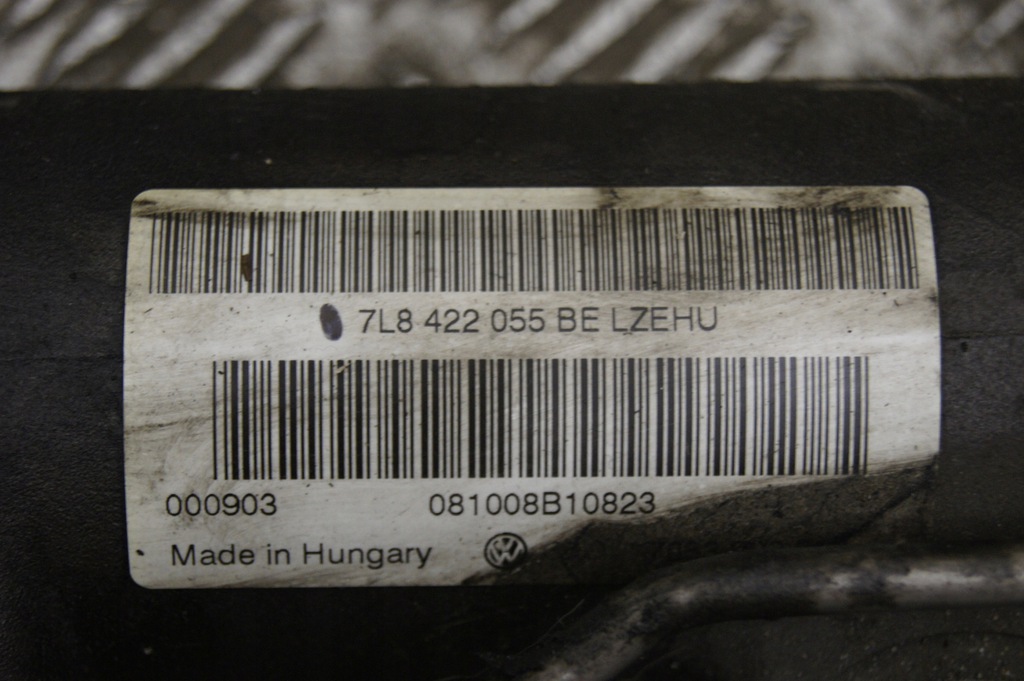 7L8 422 055 BE LZEHU
000903 081008B10823
Made in Hungary